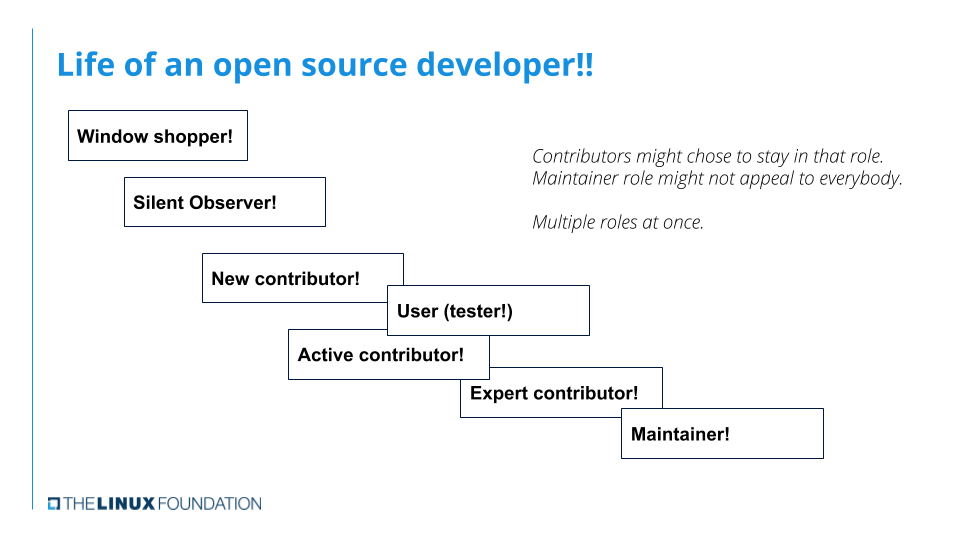 Life of an open source developer!!
Window shopper!
Contributors might chose to stay in that role.
Maintainer role might not appeal to everybody.
Silent Observer!
Multiple roles at once.
New contributor!
User (tester!)
Active contributor!
Expert contributor!
Maintainer!
THE LINUX FOUNDATION